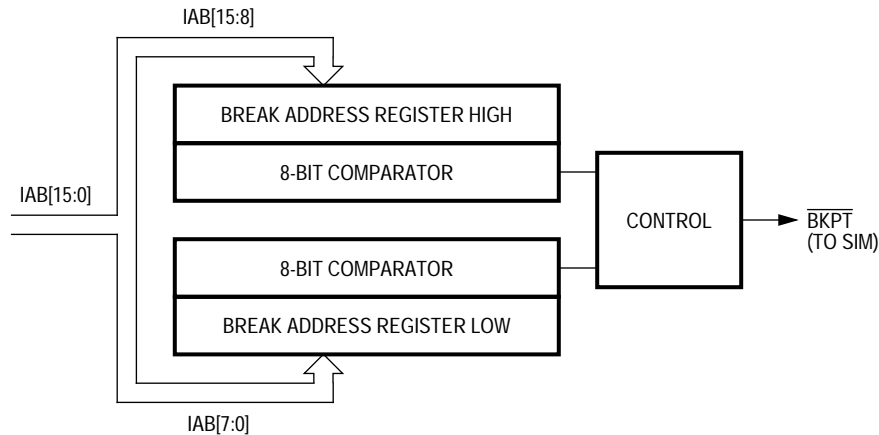 IAB[15:8]
BREAK ADDRESS REGISTER HIGH
8-BIT COMPARATOR
IAB[15:0]
CONTROL
BKPT
(TO SIM)
8-BIT COMPARATOR
BREAK ADDRESS REGISTER LOW
IAB[7:0]